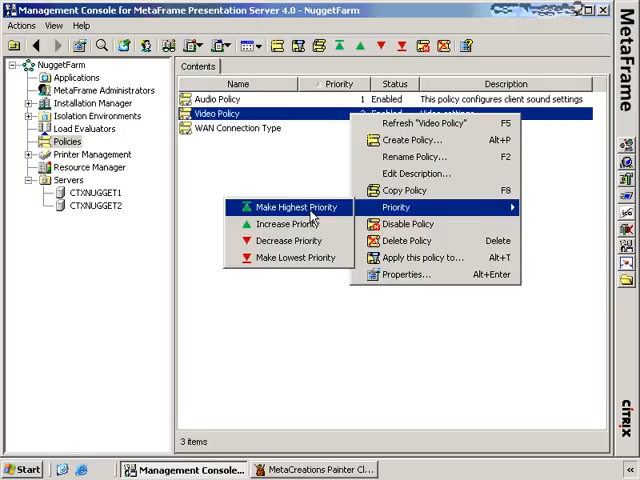 Management Console for MetaFrame Presentation Server 4.0 - NuggetFarm
Actions View Help
NuggetFarm
Applications
MetaFrame Administrators
Installation Manager
Isolation Environments
Load Evaluators
Policies
Printer Management
Resource Manager
Servers
CTXNUGGET1
CTXNUGGET2
Contents
Name Priority Status Description
Audio Policy 1 Enabled This policy configures client sound settings
Video Policy
WAN Connection Type
Refresh "Video Policy" F5
Create Policy... Alt+P
Rename Policy... F2
Edit Description...
Copy Policy F8
Priority
Disable Policy
Delete Policy Delete
Apply this policy to... Alt+T
Properties... Alt+Enter
Make Highest Priority
Increase Priority
Decrease Priority
Make Lowest Priority
3 items
MetaFrame
CITRIX
Start Management Console... MetaCreations Painter Cl... «